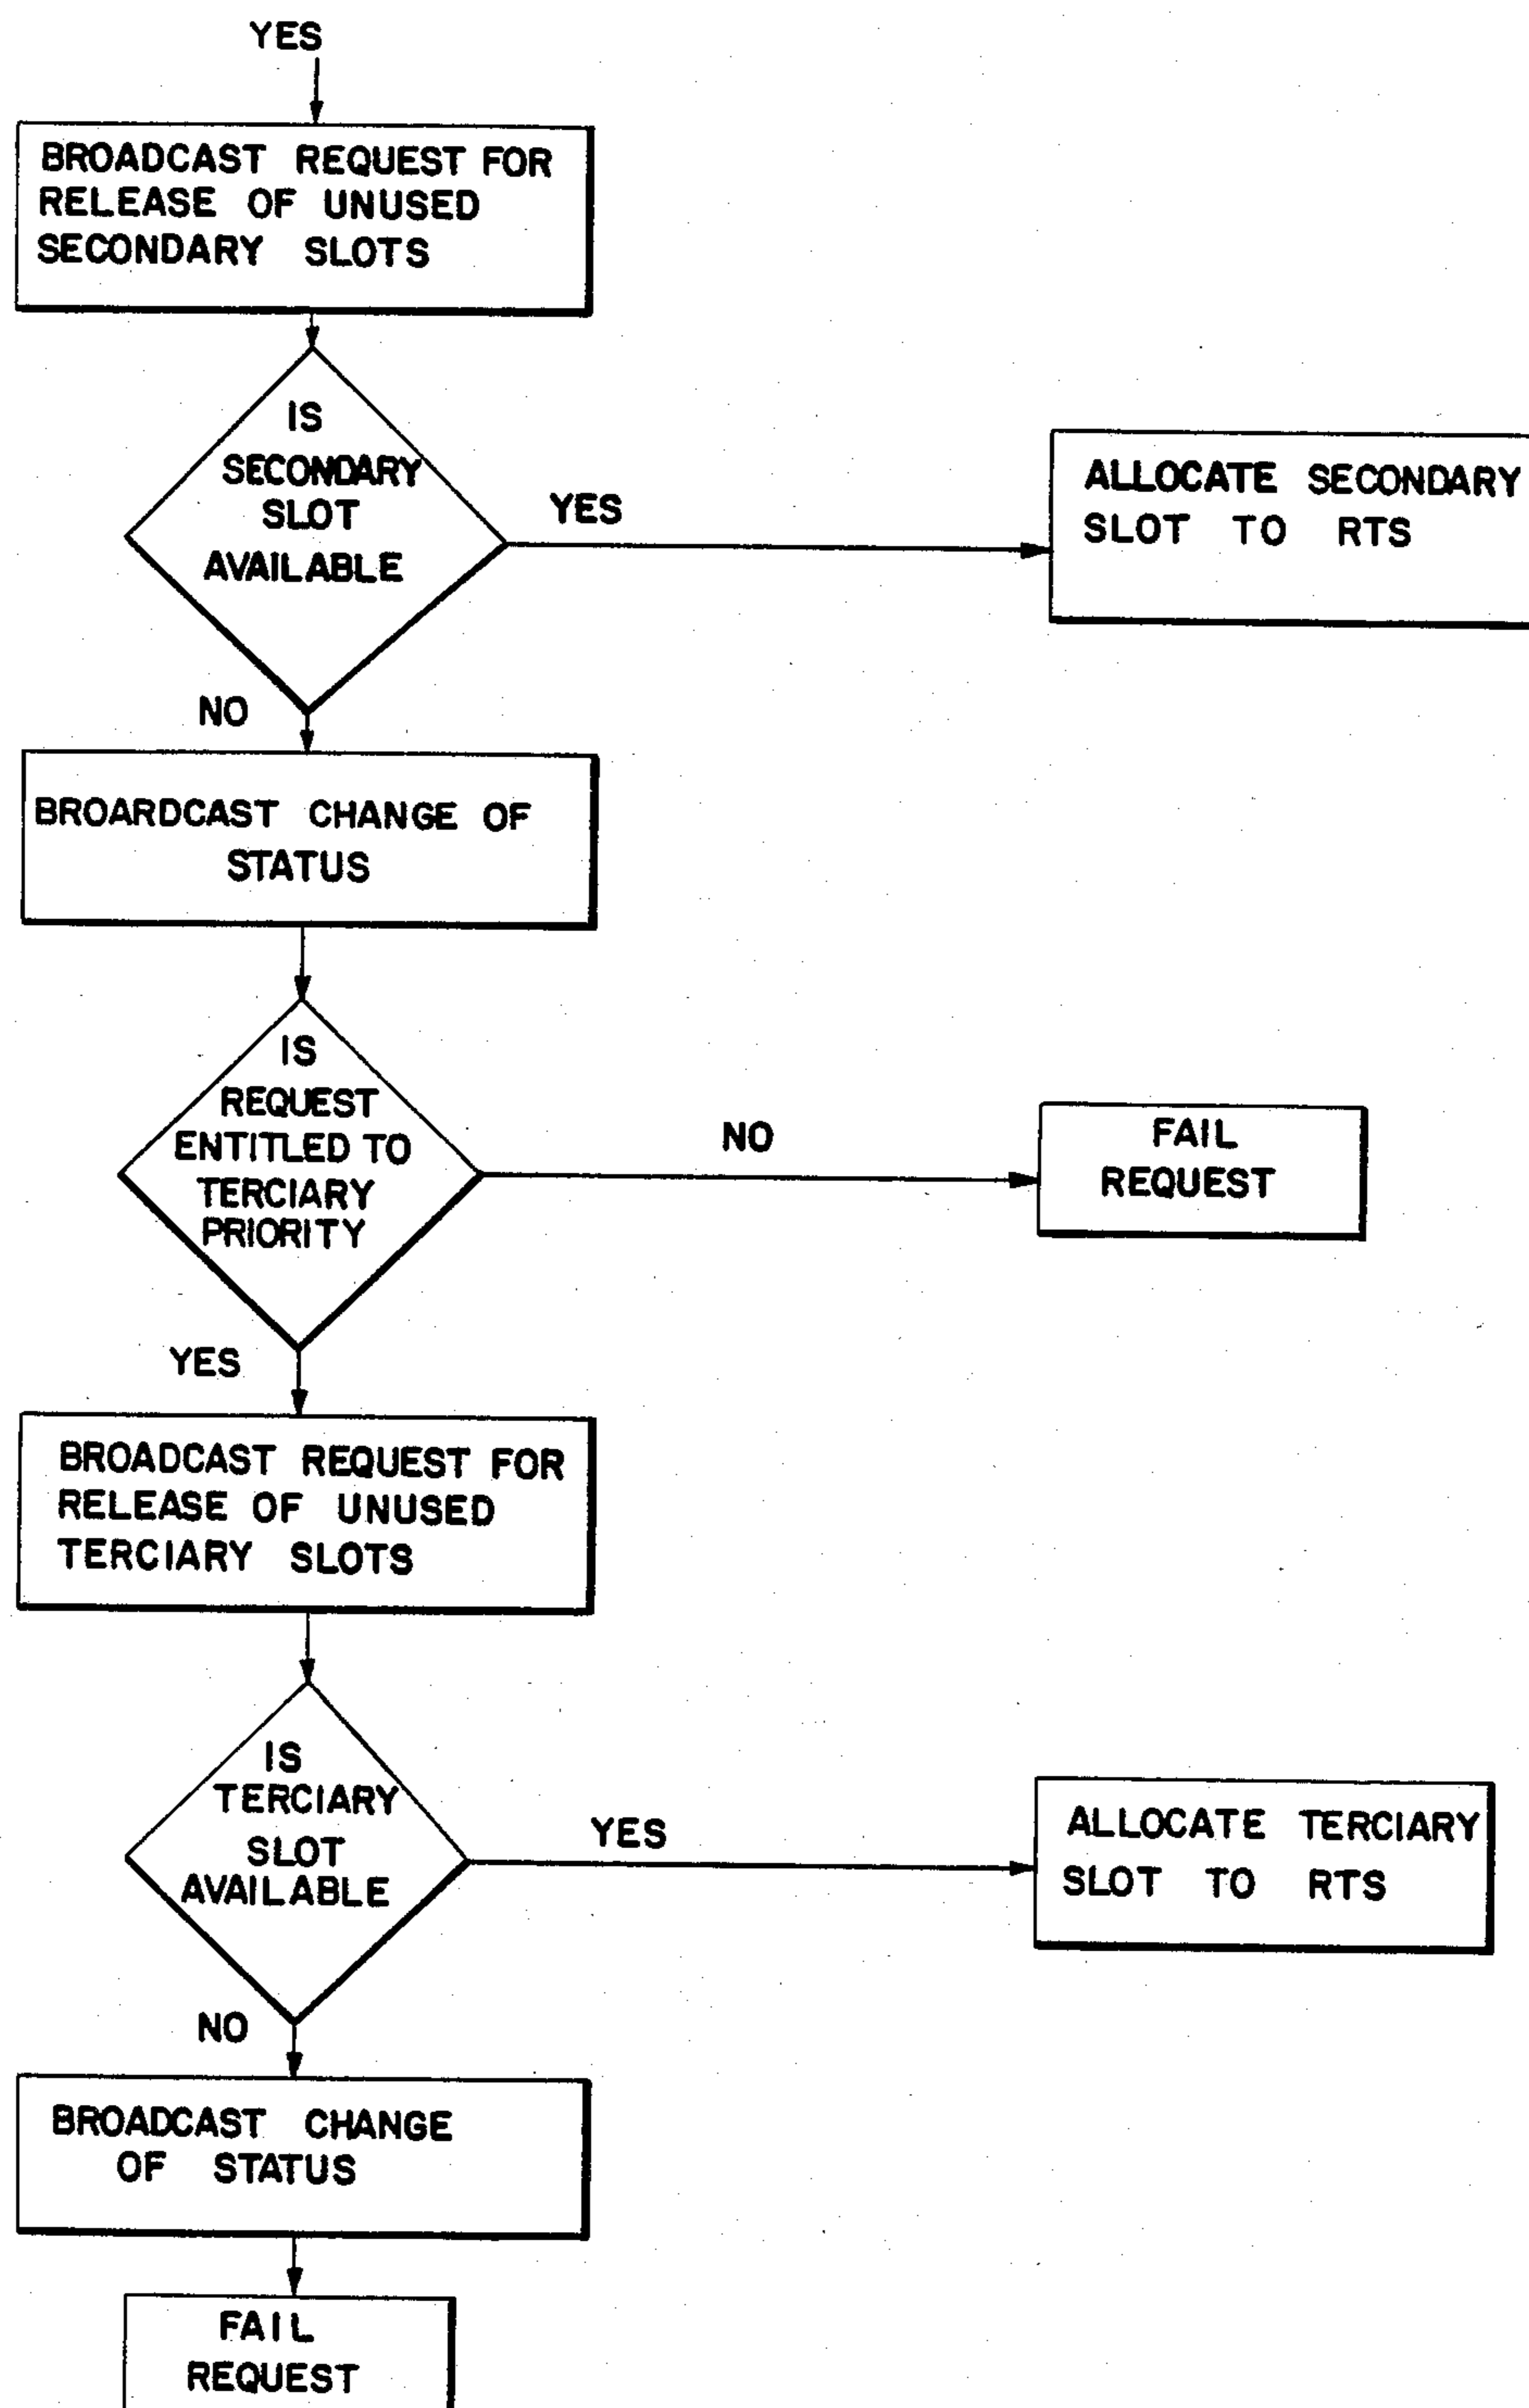 YES
BROADCAST REQUEST FOR
RELEASE OF UNUSED
SECONDARY SLOTS
IS
SECONDARY
SLOT
AVAILABLE
YES
ALLOCATE SECONDARY
SLOT TO RTS
NO
BROARDCAST CHANGE OF
STATUS
IS
REQUEST
ENTITLED TO
TERCIARY
PRIORITY
NO
FAIL
REQUEST
YES
BROADCAST REQUEST FOR
RELEASE OF UNUSED
TERCIARY SLOTS
IS
TERCIARY
SLOT
AVAILABLE
YES
ALLOCATE TERCIARY
SLOT TO RTS
NO
BROADCAST CHANGE
OF STATUS
FAIL
REQUEST